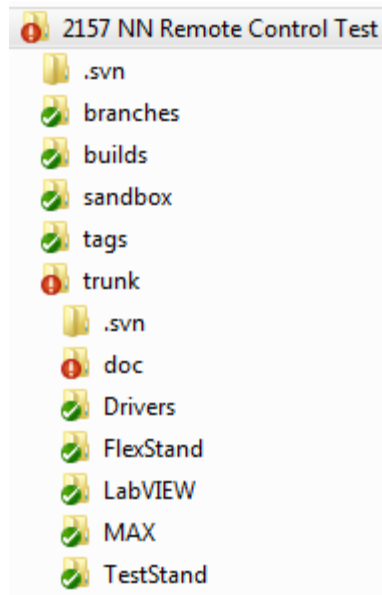 2157 NN Remote Control Test
.svn
branches
builds
sandbox
tags
trunk
.svn
doc
Drivers
FlexStand
LabVIEW
MAX
TestStand